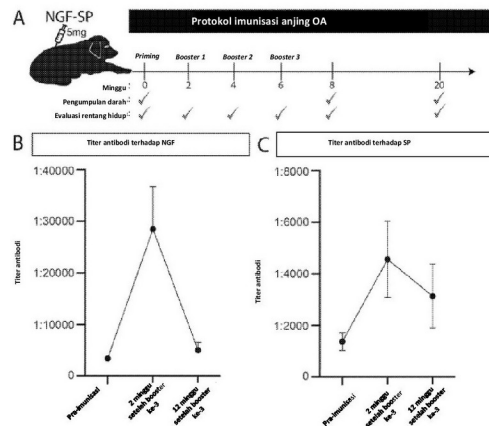 A
NGF-SP
5mg
Protokol imunisasi anjing OA
Priming Booster 1 Booster 2 Booster 3
Minggu : 0 2 4 6 8 20
Pengumpulan darah :
Evaluasi rentang hidup :
B
Titer antibodi terhadap NGF
Titer antibodi
1:40000
1:30000
1:20000
1:10000
0
Pre-imunisasi
2 minggu
setelah booster
ke-3
12 minggu
setelah booster
ke-3
C
Titer antibodi terhadap SP
Titer antibodi
1:8000
1:6000
1:4000
1:2000
0
Pre-imunisasi
2 minggu
setelah booster
ke-3
12 minggu
setelah booster
ke-3